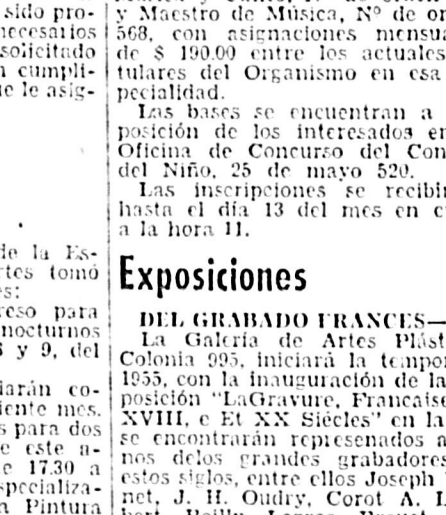 sido pro-
necesarios
solicitado
cumpli-
le asig-
de la Es-
rtes tomó
es:
reso para
nocturnos
y 9, del
iarán co-
iente mes.
s para dos
e este a-
e 17.30 a
specializa-
Pintura
y Maestro de Música, Nº de or
568, con asignaciones mensua
de $ 190.00 entre los actuales
tulares del Organismo en esa
pecialidad.
Las bases se encuentran a
posición de los interesados en
Oficina de Concurso del Con
del Niño, 25 de mayo 520.
Las inscripciones se recibir
hasta el día 13 del mes en c
a la hora 11.
Exposiciones
DEL GRABADO FRANCES—
La Galería de Artes Plást
Colonia 995, iniciará la tempor
1955, con la inauguración de la
posición "LaGravure, Francaise
XVIII, e Et XX Siécles" en la
se encontrarán represenados a
nos delos grandes grabadores
estos siglos, entre ellos Joseph
net, J. H. Oudry, Corot A. L